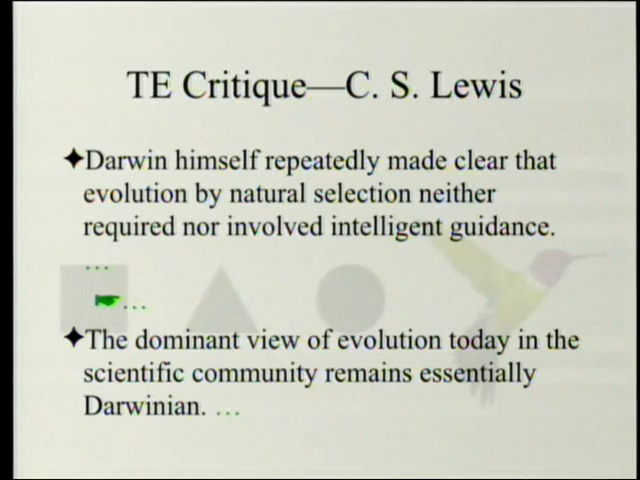 TE Critique—C. S. Lewis
✦Darwin himself repeatedly made clear that
evolution by natural selection neither
required nor involved intelligent guidance.
…
☛…
✦The dominant view of evolution today in the
scientific community remains essentially
Darwinian. …